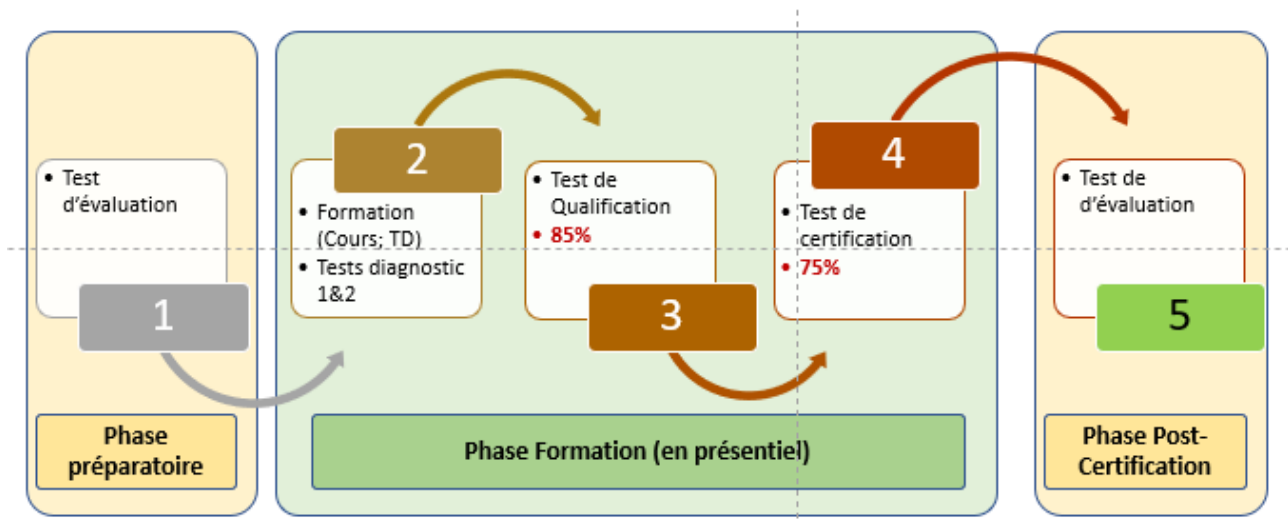 • Test
d'évaluation
1
Phase
préparatoire
2
• Formation
(Cours; TD)
• Tests diagnostic
1&2
• Test de
Qualification
• 85%
3
4
• Test de
certification
• 75%
Phase Formation (en présentiel)
• Test de
d'évaluation
5
Phase Post-
Certification